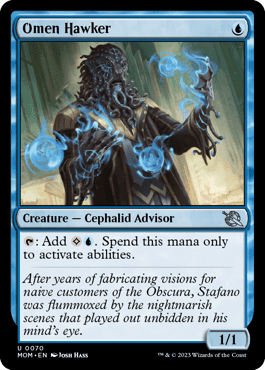 Omen Hawker
Creature — Cephalid Advisor
: Add . Spend this mana only
to activate abilities.
After years of fabricating visions for
naive customers of the Obscura, Stefano
was flummoxed by the nightmarish
scenes that played out unbidden in his
mind's eye.
1/1
U 0070
MOM • EN Josh Hass
™ & © 2023 Wizards of the Coast